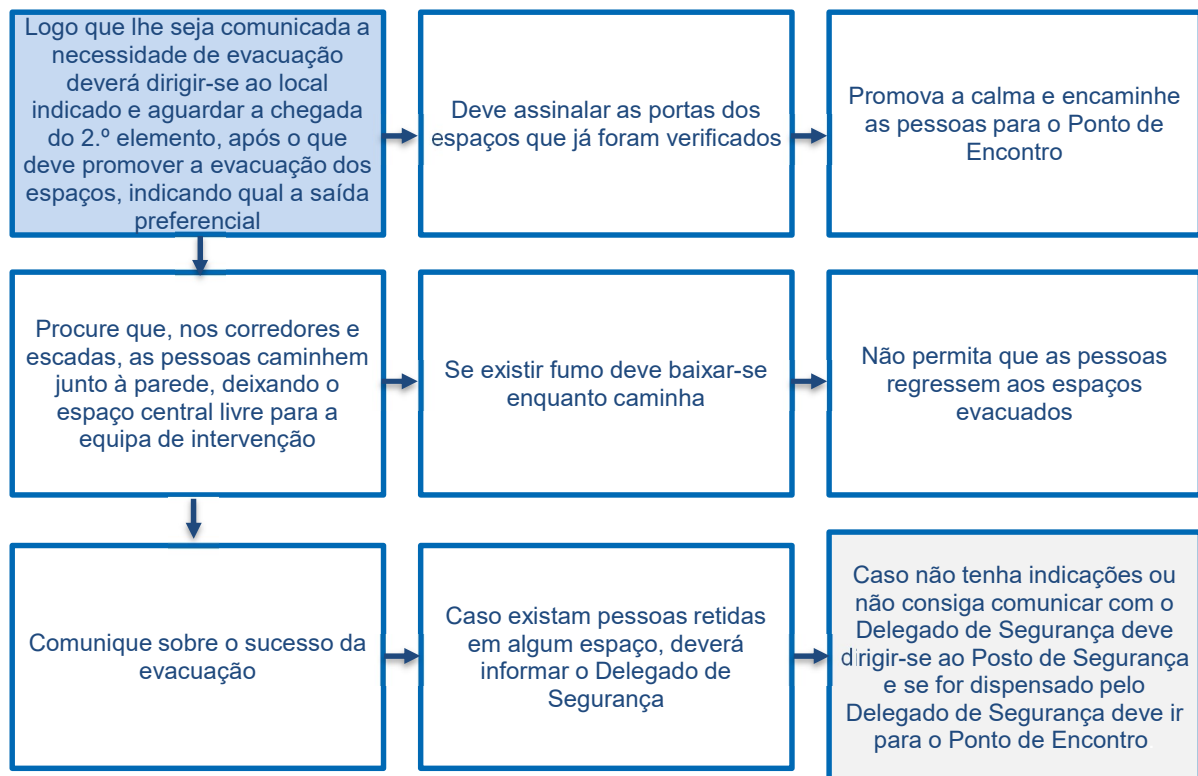 Logo que lhe seja comunicada a
necessidade de evacuação
deverá dirigir-se ao local
indicado e aguardar a chegada
do 2.º elemento, após o que
deve promover a evacuação dos
espaços, indicando qual a saída
preferencial
Deve assinalar as portas dos
espaços que já foram verificados
Promova a calma e encaminhe
as pessoas para o Ponto de
Encontro
Procure que, nos corredores e
escadas, as pessoas caminhem
junto à parede, deixando o
espaço central livre para a
equipa de intervenção
Se existir fumo deve baixar-se
enquanto caminha
Não permita que as pessoas
regressem aos espaços
evacuados
Comunique sobre o sucesso da
evacuação
Caso existam pessoas retidas
em algum espaço, deverá
informar o Delegado de
Segurança
Caso não tenha indicações ou
não consiga comunicar com o
Delegado de Segurança deve
dirigir-se ao Posto de Segurança
e se for dispensado pelo
Delegado de Segurança deve ir
para o Ponto de Encontro